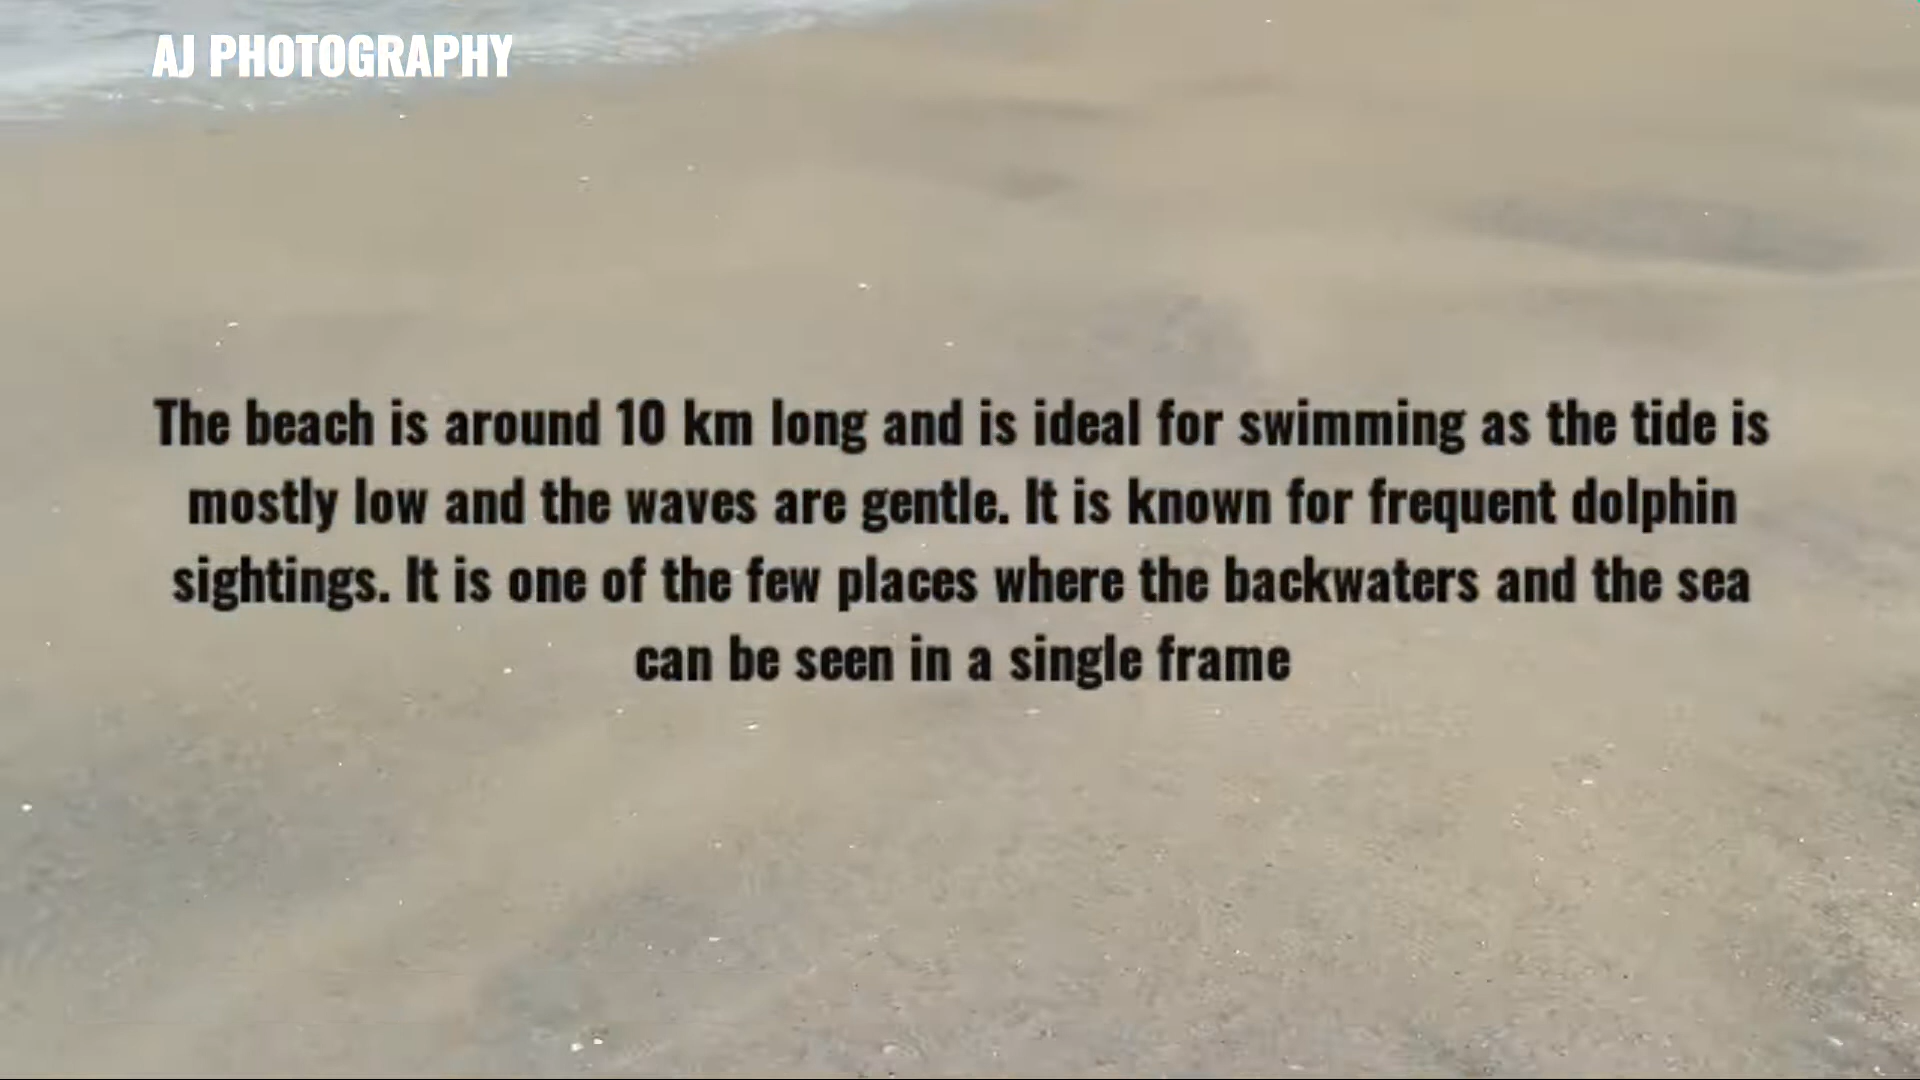 AJ PHOTOGRAPHY
The beach is around 10 km long and is ideal for swimming as the tide is
mostly low and the waves are gentle. It is known for frequent dolphin
sightings. It is one of the few places where the backwaters and the sea
can be seen in a single frame